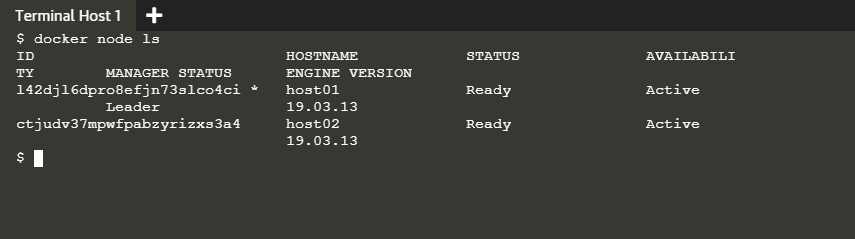 Terminal Host 1 +
$ docker node ls
ID HOSTNAME STATUS AVAILABILI
TY MANAGER STATUS ENGINE VERSION
l42djl6dpro8efjn73slco4ci * host01 Ready Active
Leader 19.03.13
ctjudv37mpwfpabzyrizxs3a4 host02 Ready Active
19.03.13
$